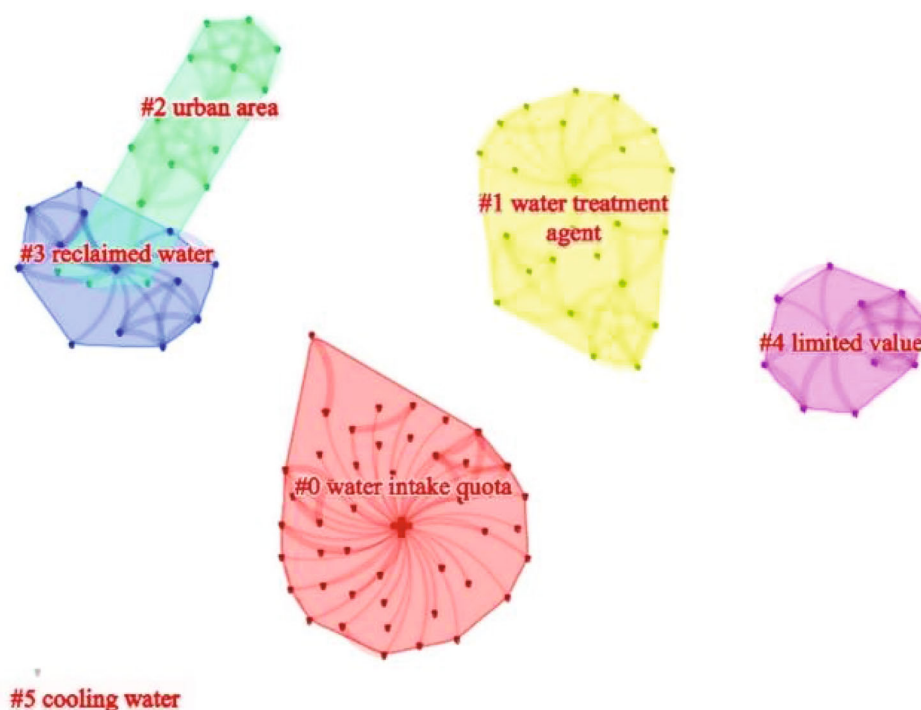 #2 urban area
#1 water treatment
agent
#3 reclaimed water
#4 limited value
#0 water intake quota
#5 cooling water